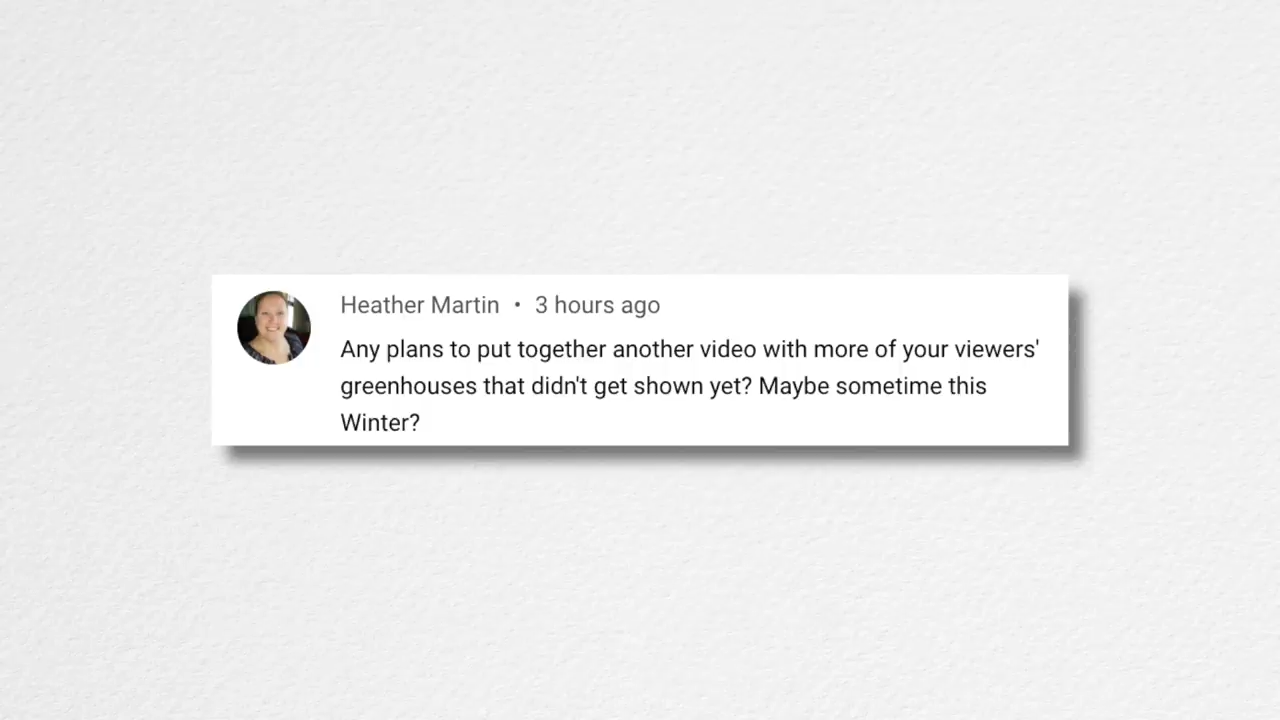 Heather Martin • 3 hours ago
Any plans to put together another video with more of your viewers'
greenhouses that didn't get shown yet? Maybe sometime this
Winter?